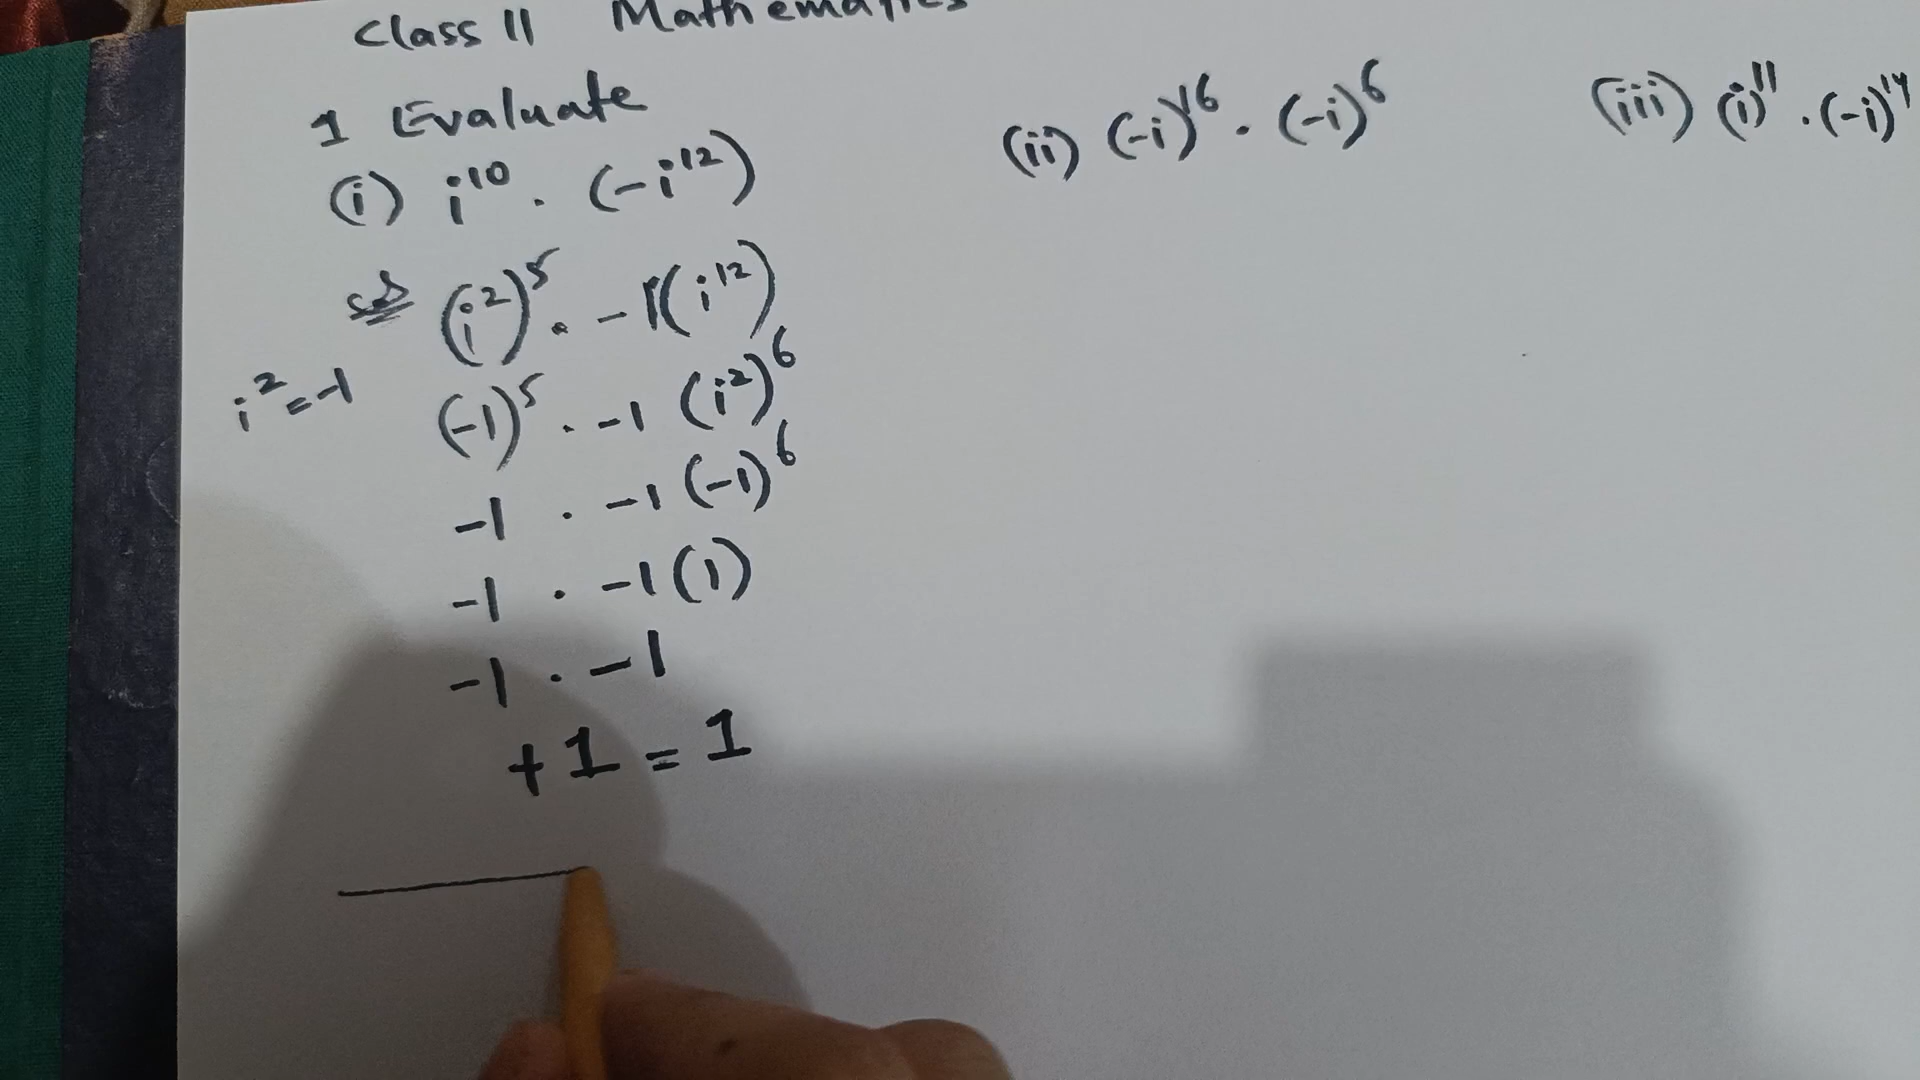 Class 11 Mathematics
1 Evaluate
(i) i¹⁰ . (-i¹²)
(ii) (-i)¹⁶ . (-i)⁶
(iii) (i)¹¹ . (-i)¹⁴
sol (i²)⁵ . -1(i¹²)
i² = -1
(-1)⁵ . -1 (i²)⁶
-1 . -1 (-1)⁶
-1 . -1 (1)
-1 . -1
+1 = 1